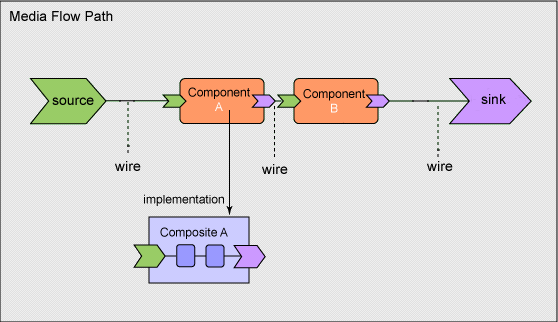 Media Flow Path
source
Component
A
Component
B
sink
wire
wire
wire
implementation
Composite A